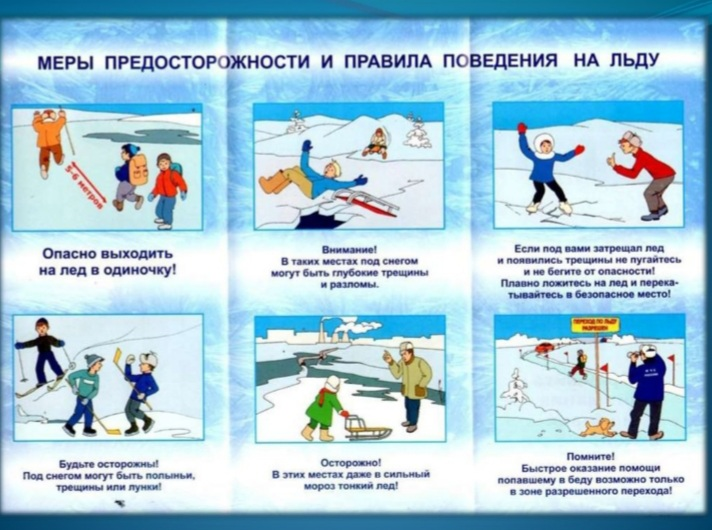 МЕРЫ ПРЕДОСТОРОЖНОСТИ И ПРАВИЛА ПОВЕДЕНИЯ НА ЛЬДУ
5-6 метров
Опасно выходить
на лед в одиночку!
Внимание!
В таких местах под снегом
могут быть глубокие трещины
и разломы.
Если под вами затрещал лед
и появились трещины не пугайтесь
и не бегите от опасности!
Плавно ложитесь на лед и перека-
тывайтесь в безопасное место!
Будьте осторожны!
Под снегом могут быть полыньи,
трещины или лунки!
Осторожно!
В этих местах даже в сильный
мороз тонкий лед!
ПЕРЕХОД ПО ЛЬДУ
РАЗРЕШЕН
Помните!
Быстрое оказание помощи
попавшему в беду возможно только
в зоне разрешенного перехода!